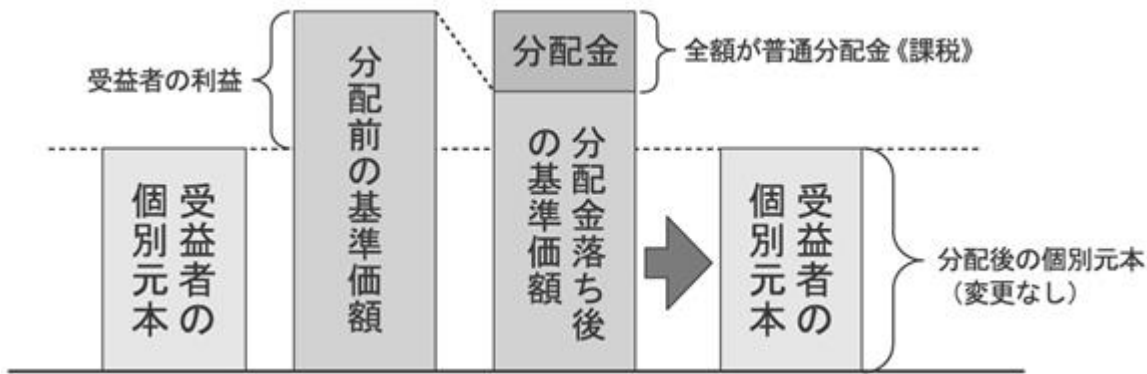 受益者の利益
受益者の
個別元本
分配前の基準価額
分配金
全額が普通分配金《課税》
分配金落ち後
の基準価額
受益者の
個別元本
分配後の個別元本
（変更なし）